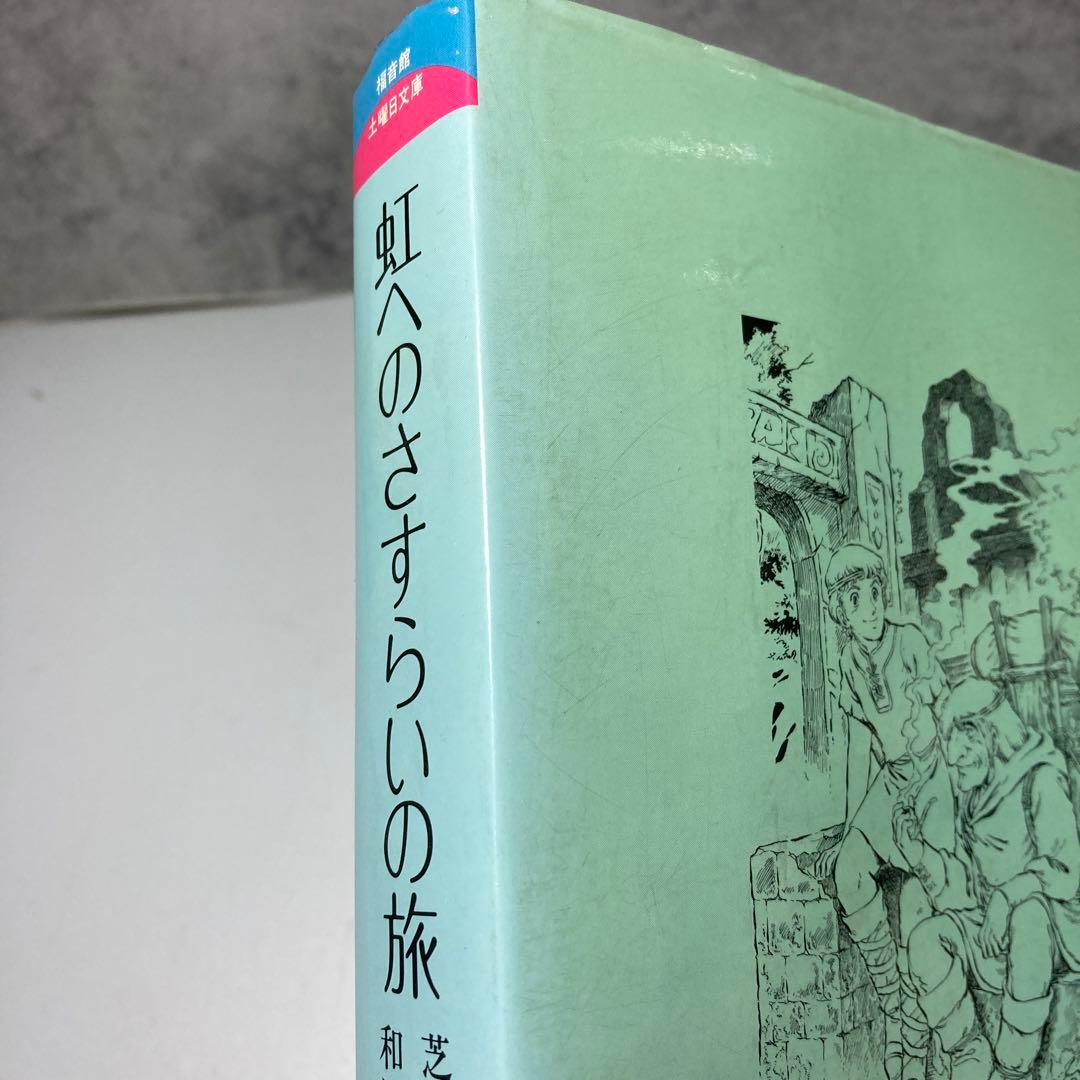 福音館
土曜日文庫
虹へのさすらいの旅
芝
和